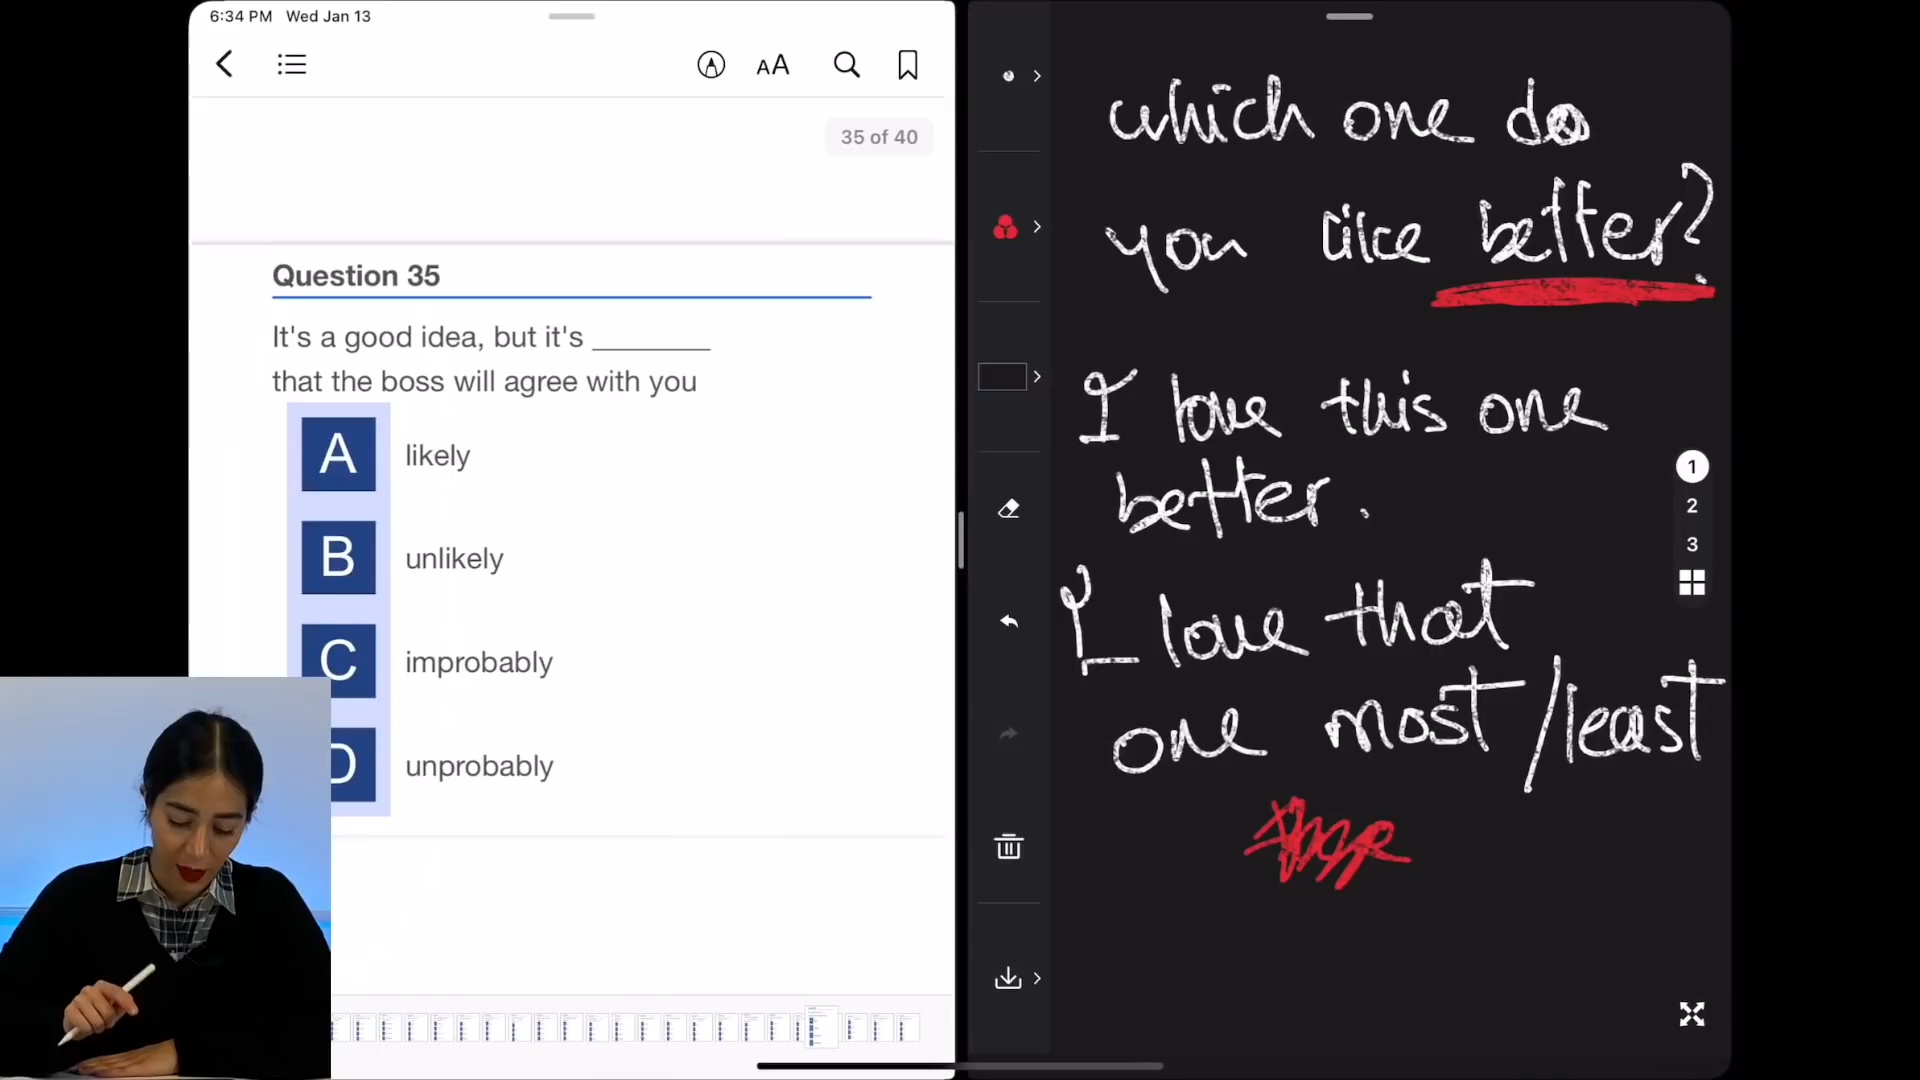 6:34 PM Wed Jan 13
AA
35 of 40
Question 35
It's a good idea, but it's ________
that the boss will agree with you
A likely
B unlikely
C improbably
D unprobably
which one do
you like better?
I love this one
better.
I love that
one most/least
1
2
3